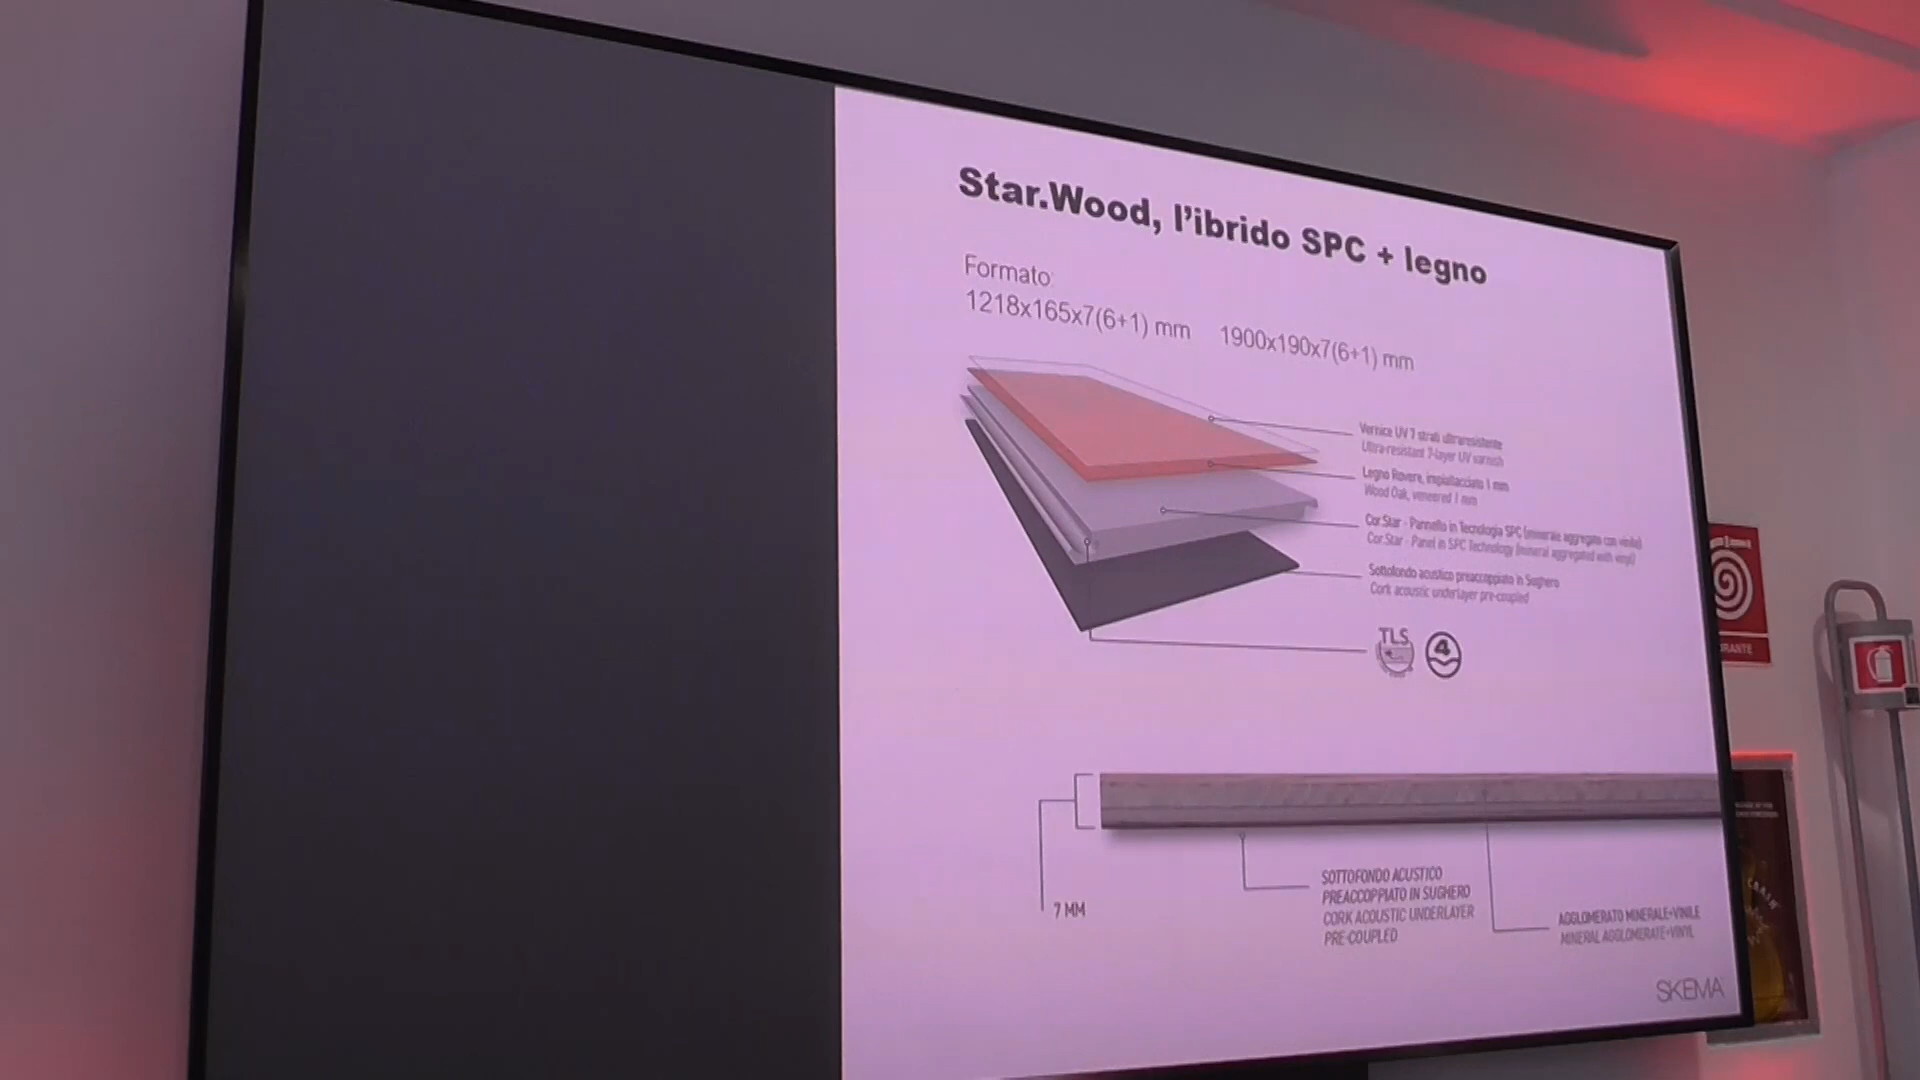 Star.Wood, l'ibrido SPC + legno
Formato:
1218x165x7(6+1) mm 1900x190x7(6+1) mm
Vernice UV 7 strati ultraresistente
Ultra-resistant 7-layer UV varnish
Legno Rovere, impiallacciato 1 mm
Wood Oak, veneered 1 mm
Cor.Star - Pannello in Tecnologia SPC (minerale aggregato con vinile)
Cor.Star - Panel in SPC Technology (mineral aggregated with vinyl)
Sottofondo acustico preaccoppiato in Sughero
Cork acoustic underlayer pre-coupled
TLS
4
7 MM
SOTTOFONDO ACUSTICO
PREACCOPPIATO IN SUGHERO
CORK ACOUSTIC UNDERLAYER
PRE-COUPLED
AGGLOMERATO MINERALE+VINILE
MINERAL AGGLOMERATE+VINYL
SKEMA
RANTE